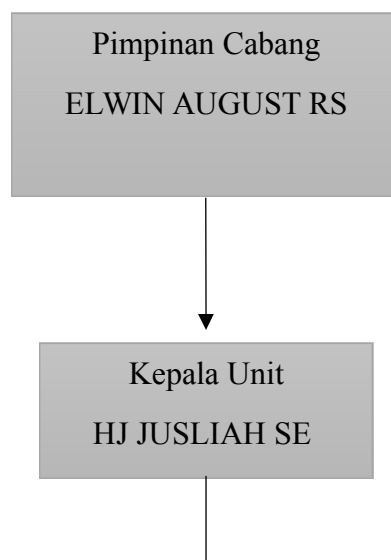 Pimpinan Cabang
ELWIN AUGUST RS
Kepala Unit
HJ JUSLIAH SE